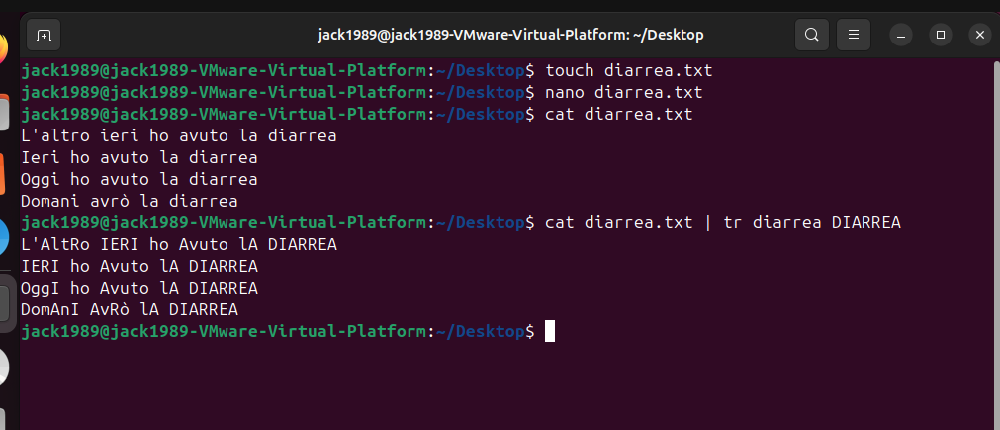 jack1989@jack1989-VMware-Virtual-Platform: ~/Desktop
jack1989@jack1989-VMware-Virtual-Platform:~/Desktop$ touch diarrea.txt
jack1989@jack1989-VMware-Virtual-Platform:~/Desktop$ nano diarrea.txt
jack1989@jack1989-VMware-Virtual-Platform:~/Desktop$ cat diarrea.txt
L'altro ieri ho avuto la diarrea
Ieri ho avuto la diarrea
Oggi ho avuto la diarrea
Domani avrò la diarrea
jack1989@jack1989-VMware-Virtual-Platform:~/Desktop$ cat diarrea.txt | tr diarrea DIARREA
L'AltRo IERI ho Avuto lA DIARREA
IERI ho Avuto lA DIARREA
OggI ho Avuto lA DIARREA
DomAnI AvRò lA DIARREA
jack1989@jack1989-VMware-Virtual-Platform:~/Desktop$